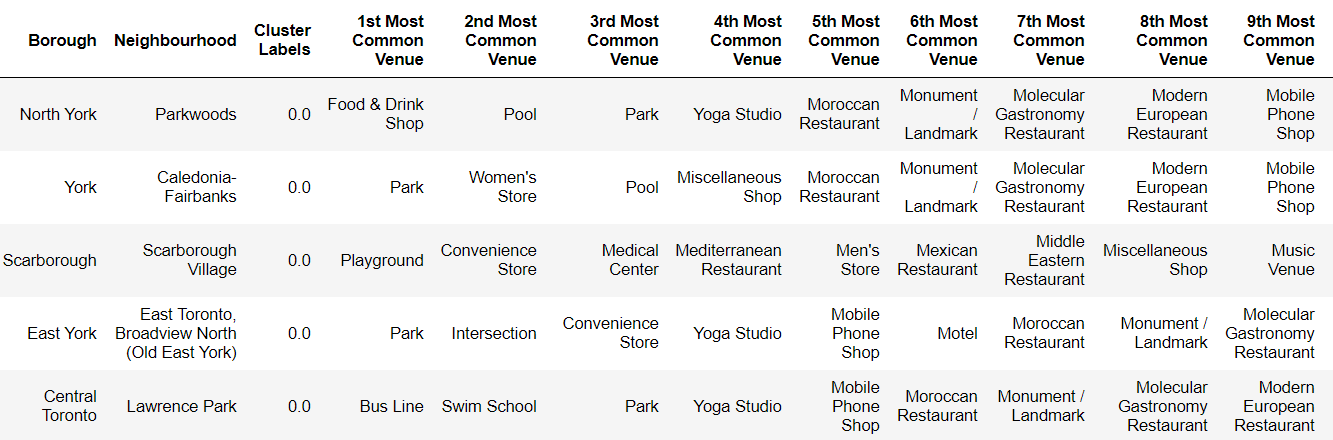 Borough Neighbourhood Cluster Labels 1st Most Common Venue 2nd Most Common Venue 3rd Most Common Venue 4th Most Common Venue 5th Most Common Venue 6th Most Common Venue 7th Most Common Venue 8th Most Common Venue 9th Most Common Venue
North York Parkwoods 0.0 Food & Drink Shop Pool Park Yoga Studio Moroccan Restaurant Monument / Landmark Molecular Gastronomy Restaurant Modern European Restaurant Mobile Phone Shop
York Caledonia-Fairbanks 0.0 Park Women's Store Pool Miscellaneous Shop Moroccan Restaurant Monument / Landmark Molecular Gastronomy Restaurant Modern European Restaurant Mobile Phone Shop
Scarborough Scarborough Village 0.0 Playground Convenience Store Medical Center Mediterranean Restaurant Men's Store Mexican Restaurant Middle Eastern Restaurant Miscellaneous Shop Music Venue
East York East Toronto, Broadview North (Old East York) 0.0 Park Intersection Convenience Store Yoga Studio Mobile Phone Shop Motel Moroccan Restaurant Monument / Landmark Molecular Gastronomy Restaurant
Central Toronto Lawrence Park 0.0 Bus Line Swim School Park Yoga Studio Mobile Phone Shop Moroccan Restaurant Monument / Landmark Molecular Gastronomy Restaurant Modern European Restaurant